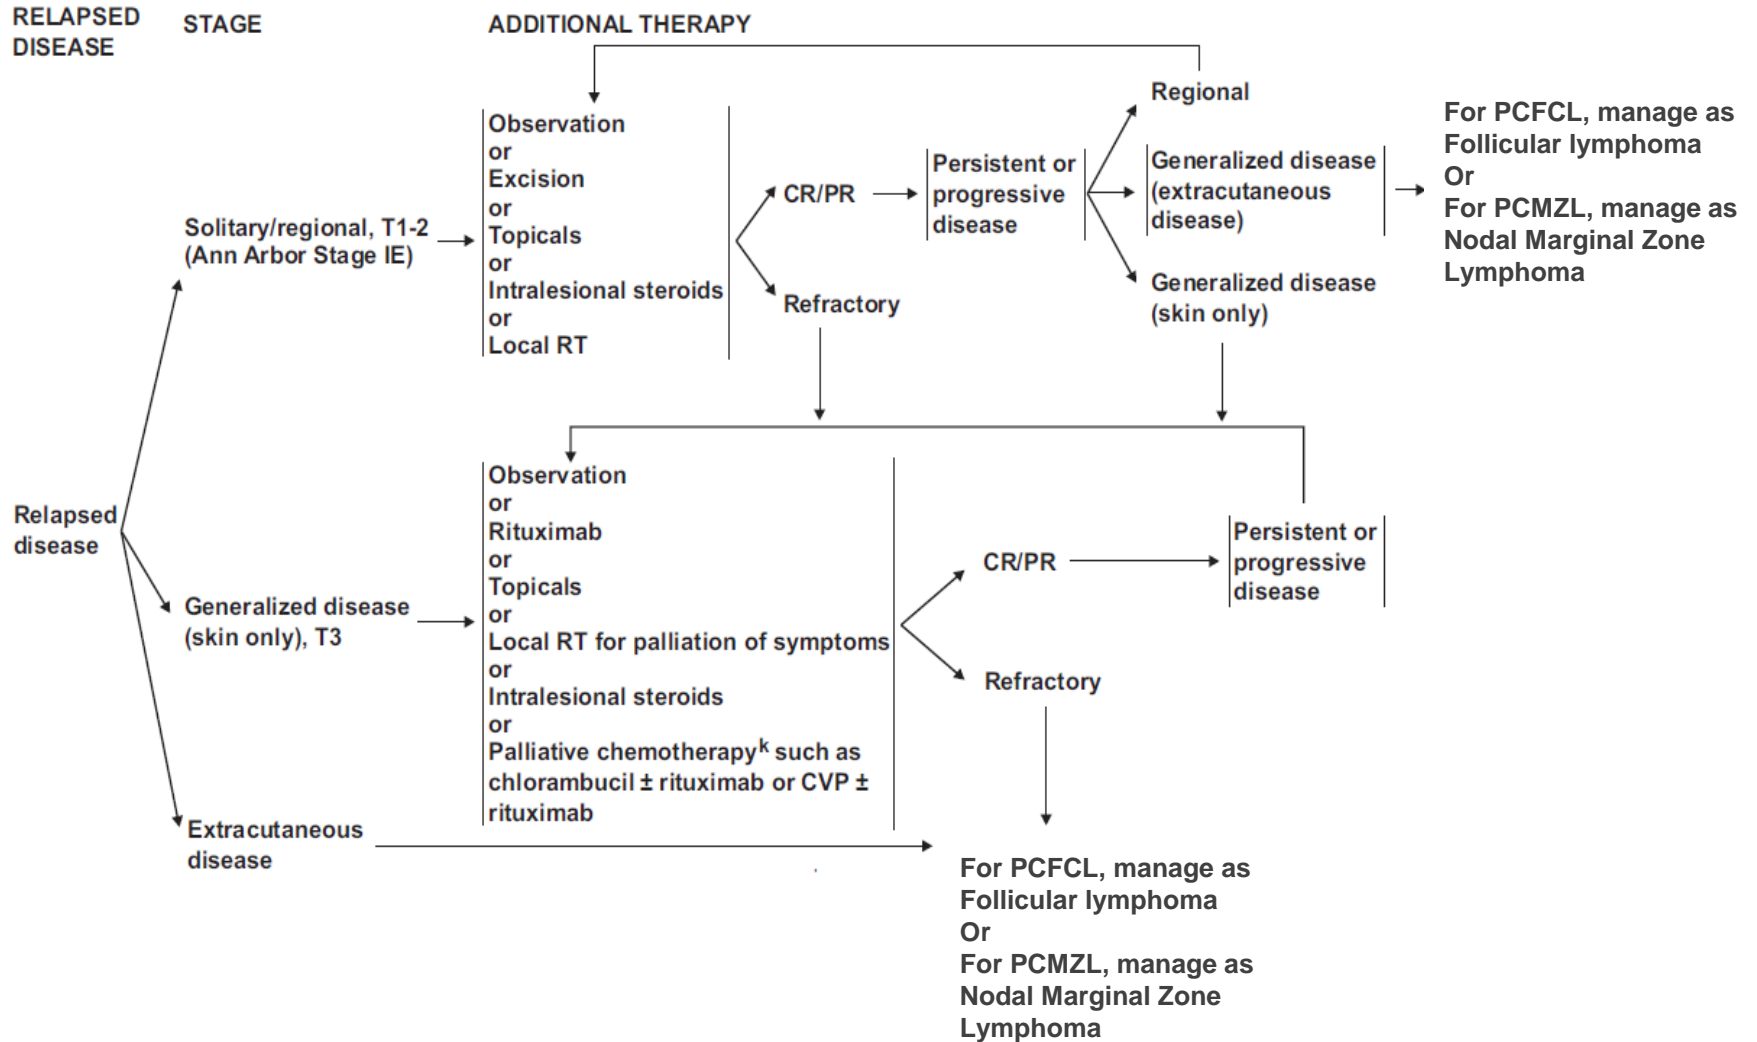 RELAPSED
DISEASE
STAGE
ADDITIONAL THERAPY
Relapsed
disease
Solitary/regional, T1-2
(Ann Arbor Stage IE)
Observation
or
Excision
or
Topicals
or
Intralesional steroids
or
Local RT
CR/PR
Refractory
Persistent or
progressive
disease
Regional
Generalized disease
(extracutaneous
disease)
Generalized disease
(skin only)
For PCFCL, manage as
Follicular lymphoma
Or
For PCMZL, manage as
Nodal Marginal Zone
Lymphoma
Generalized disease
(skin only), T3
Observation
or
Rituximab
or
Topicals
or
Local RT for palliation of symptoms
or
Intralesional steroids
or
Palliative chemotherapyᵏ such as
chlorambucil ± rituximab or CVP ±
rituximab
CR/PR
Refractory
Persistent or
progressive
disease
Extracutaneous
disease
For PCFCL, manage as
Follicular lymphoma
Or
For PCMZL, manage as
Nodal Marginal Zone
Lymphoma